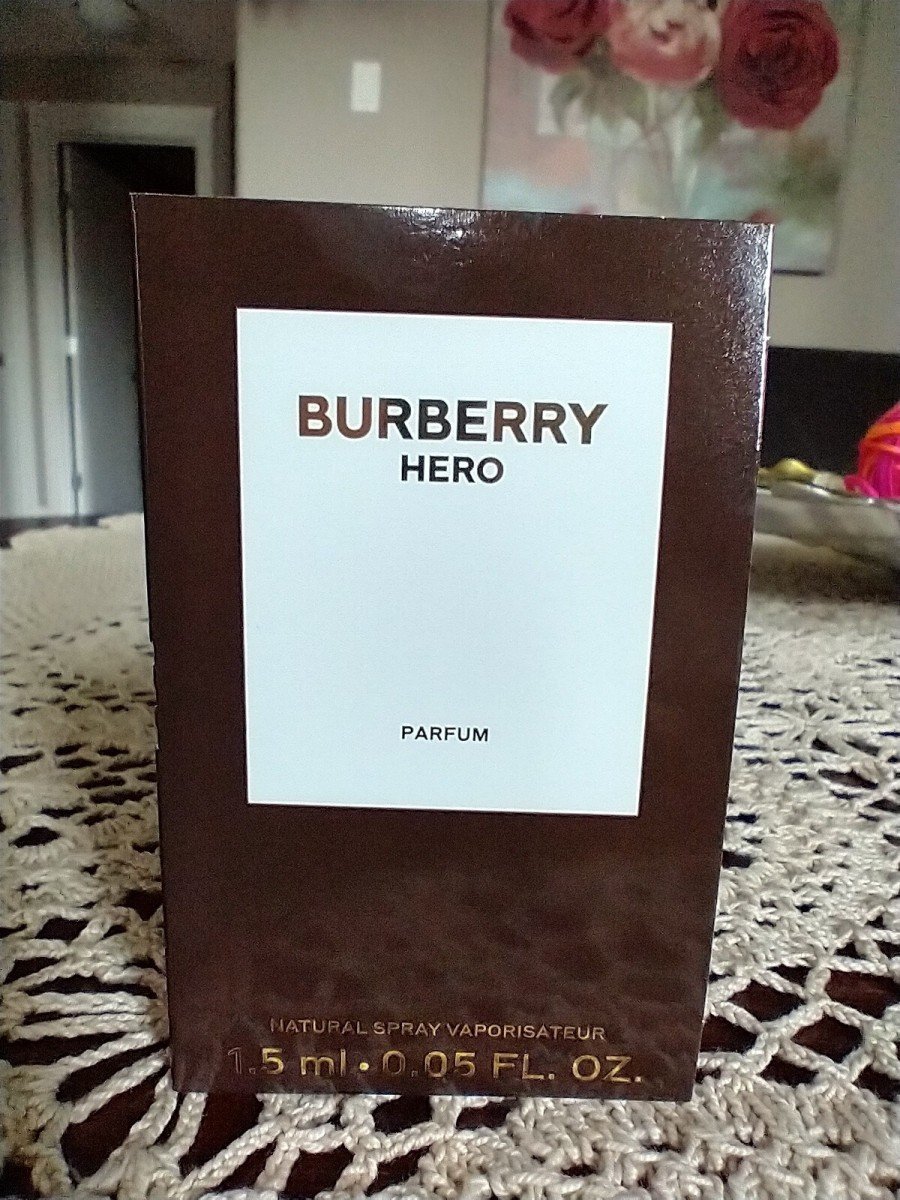 BURBERRY
HERO
PARFUM
NATURAL SPRAY VAPORISATEUR
1.5 ml • 0.05 FL. OZ.